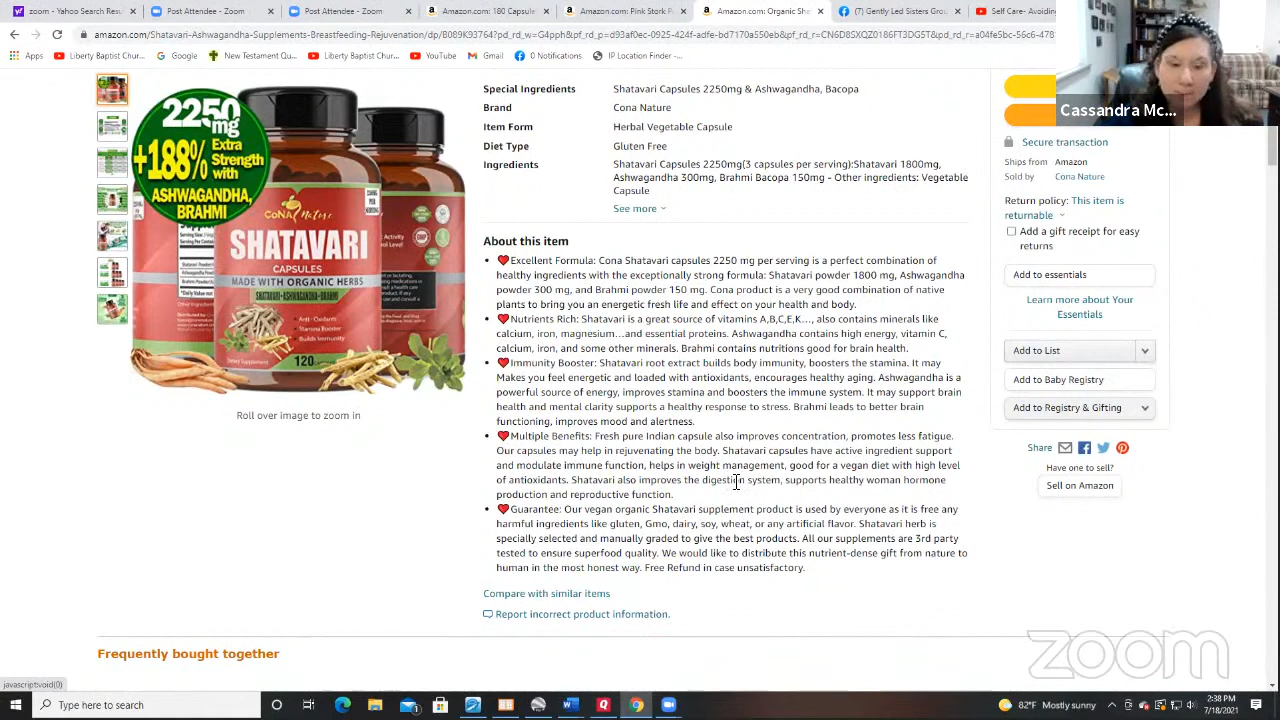 zoom - Yahoo Search Resu
Post Attendee - Zoom
Post Attendee - Zoom
Amazon.com: 180 Capsule
Amazon.com: Pink Stork P
Amazon.com: Organic Sha
(7) Gently Led Sisters Grou
Self Care- Avoiding
amazon.com/Shatavari-Ashwagandha-Supplements-Breastfeeding-Rejuvenation/dp/
Apps
Liberty Baptist Chur...
Google
New Testament Qu...
Liberty Baptist Chur...
YouTube
Gmail
0 Notifications
IP Location Finder -...
Cassandra Mc...
2250
mg
+188%
Extra
Strength
with
ASHWAGANDHA,
BRAHMI
CoNA Nature
SHATAVARI
CAPSULES
MADE WITH ORGANIC HERBS
SHATAVARI+ASHWAGANDHA+BRAHMI
Anti - Oxidants
Stamina Booster
Builds Immunity
Dietary Supplement
120
Roll over image to zoom in
Special Ingredients Shatavari Capsules 2250mg & Ashwagandha, Bacopa
Brand Cona Nature
Item Form Herbal Vegetable Capsule
Diet Type Gluten Free
Ingredients Shatavari Capsules 2250mg(3 capsules per serving):Shatavari 1800mg,
Ashwagandha 300mg, Brahmi Bacopa 150mg - Other ingredients: Vegetable
Capsule
See more
About this item
❤Excellent Formula: Cona Shatavari capsules 2250 mg per serving is a perfect combination of
healthy ingredients with the exceptionally strong formula: Shatavari powder 1800 mg, Ashwagandha
powder 300 mg, and Brahmi powder 150 mg. Cona product is a very good combination of native
plants to bring you an entire fresh life and effect on your health and body.
❤Nutrients Rich: Shatavari is a rich source of vitamins A,B,C,E,K..., also contains minerals like
calcium, iron, magnesium and essential proteins. Ashwagandha contains high energy, vitamin C,
calcium, iron, and some other minerals. Brahmi contains nutritions good for brain health.
❤Immunity Booster: Shatavari root extract builds body immunity, boosters the stamina. It may
Makes you feel energetic and loaded with antioxidants, encourages healthy aging. Ashwagandha is a
powerful source of energy, improves stamina and boosters the immune system. It may support brain
health and mental clarity supports a healthy response to stress. Brahmi leads to better brain
functioning, improves mood and alertness.
❤Multiple Benefits: Fresh pure Indian capsule also improves concentration, promotes less fatigue.
Our capsules may help in rejuvenating the body. Shatavari capsules have active ingredient support
and modulate immune function, helps in weight management, good for a vegan diet with high level
of antioxidants. Shatavari also improves the digestion system, supports healthy woman hormone
production and reproductive function.
❤Guarantee: Our vegan organic Shatavari supplement product is used by everyone as it is free any
harmful ingredients like gluten, Gmo, dairy, soy, wheat, or any artificial flavor. Shatavari herb is
specially selected and manually graded to give the best products. All our supplements are 3rd party
tested to ensure superfood quality. We would like to distribute this nutrient-dense gift from nature to
human in the most honest way. Free Refund in case unsatisfactory.
Compare with similar items
Report incorrect product information.
Secure transaction
Ships from Amazon
Sold by Cona Nature
Return policy: This item is
returnable
Add a gift receipt for easy
returns
Add to essentials
Learn more about Your
Essentials
Add to List
Add to Baby Registry
Add to Registry & Gifting
Share
Have one to sell?
Sell on Amazon
Frequently bought together
zoom
javascript:void(0)
Type here to search
82°F Mostly sunny
2:38 PM
7/18/2021